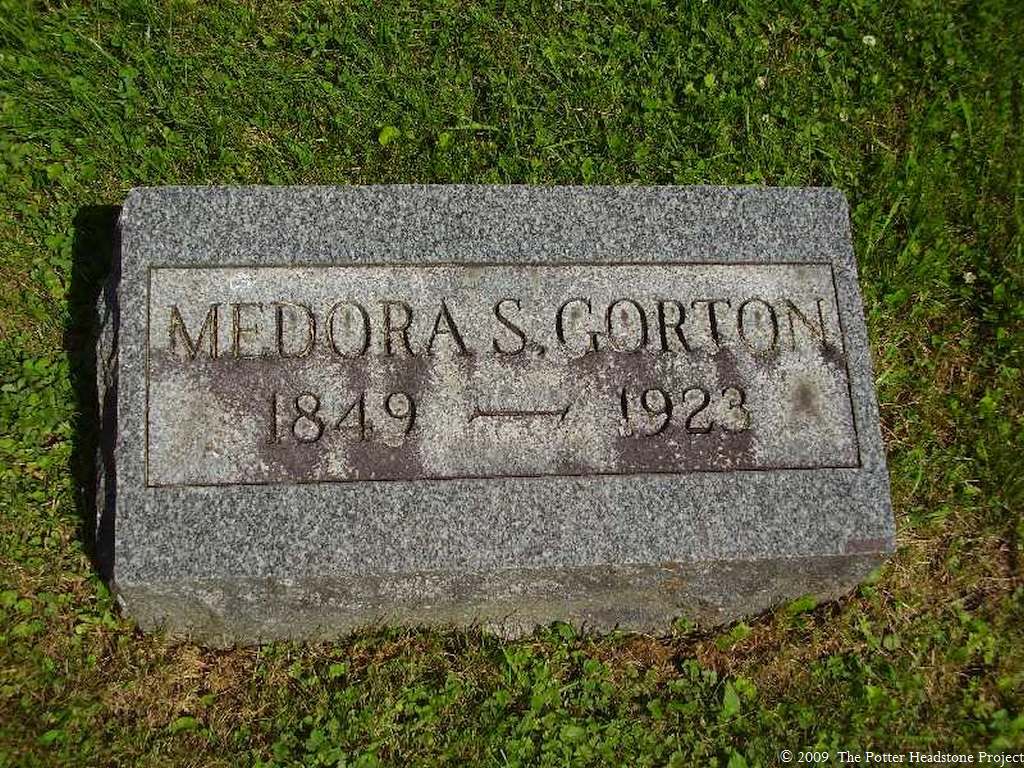 MEDORA S. GORTON
1849 — 1923
© 2009 The Potter Headstone Project